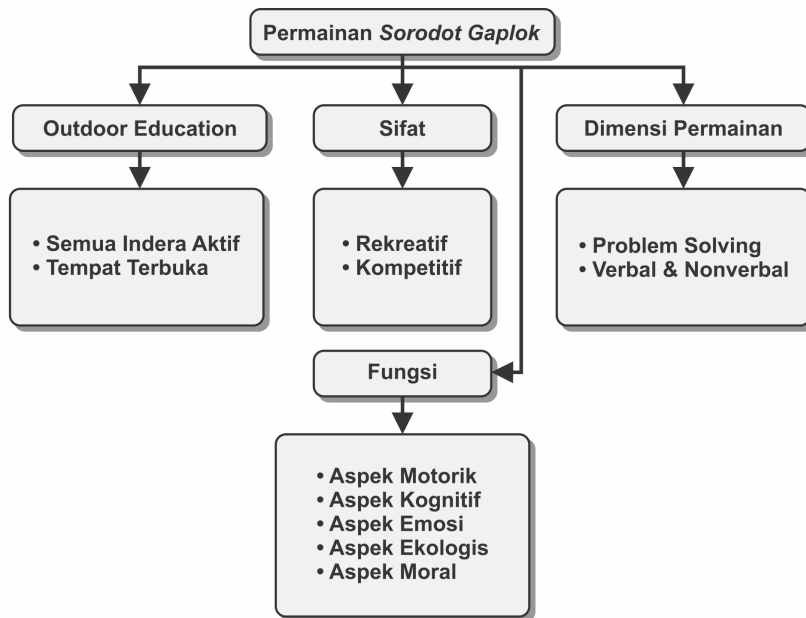 Permainan Sorodot Gaplok
Outdoor Education
Sifat
Dimensi Permainan
• Semua Indera Aktif
• Tempat Terbuka
• Rekreatif
• Kompetitif
• Problem Solving
• Verbal & Nonverbal
Fungsi
• Aspek Motorik
• Aspek Kognitif
• Aspek Emosi
• Aspek Ekologis
• Aspek Moral